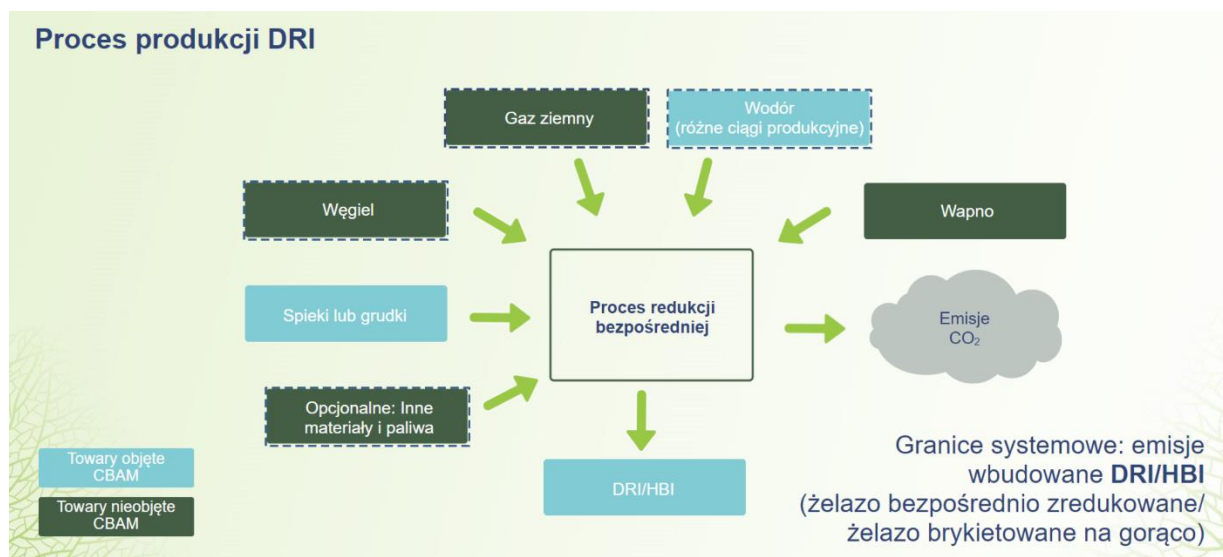 Proces produkcji DRI
Gaz ziemny
Wodór
(różne ciągi produkcyjne)
Węgiel
Wapno
Spieki lub grudki
Proces redukcji
bezpośredniej
Emisje
CO₂
Opcjonalne: Inne
materiały i paliwa
DRI/HBI
Towary objęte
CBAM
Towary nieobjęte
CBAM
Granice systemowe: emisje
wbudowane DRI/HBI
(żelazo bezpośrednio zredukowane/
żelazo brykietowane na gorąco)